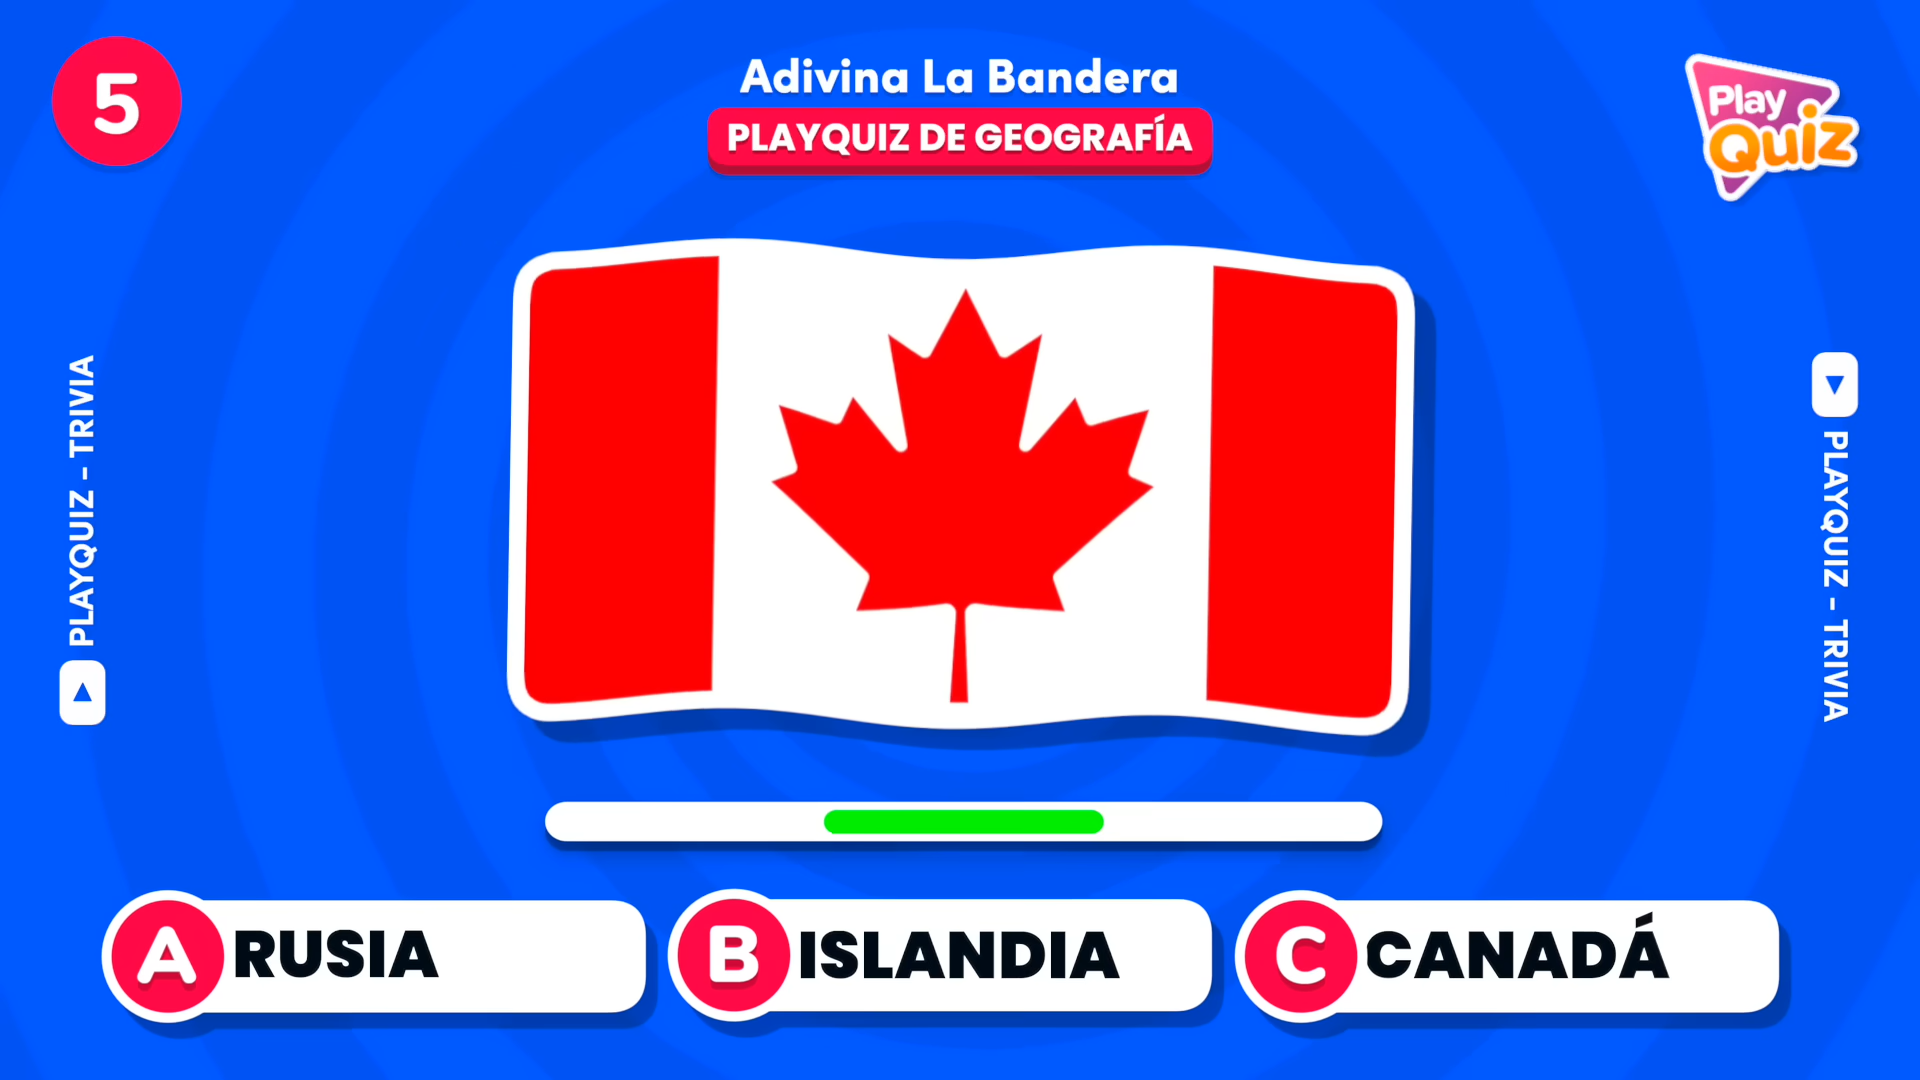 5
Adivina La Bandera
PLAYQUIZ DE GEOGRAFÍA
Play
Quiz
PLAYQUIZ - TRIVIA
PLAYQUIZ - TRIVIA
A RUSIA
B ISLANDIA
C CANADÁ